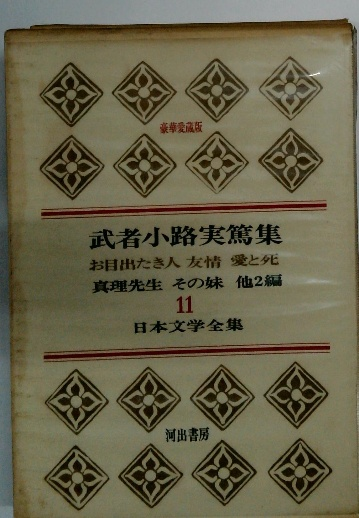 豪華愛蔵版
武者小路実篤集
お目出たき人 友情 愛と死
真理先生 その妹 他2編
11
日本文学全集
河出書房